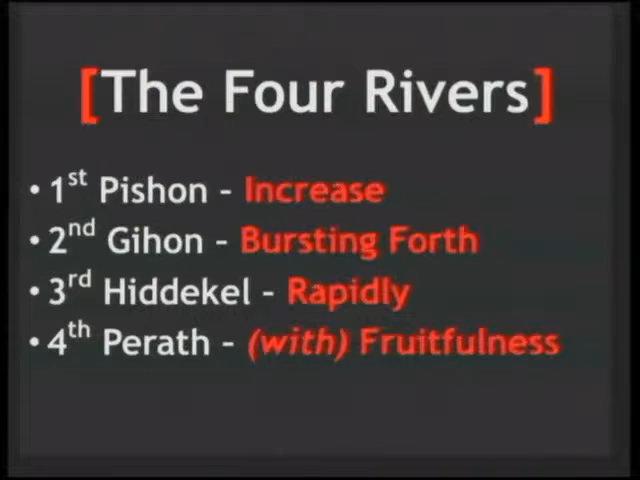 [The Four Rivers]
• 1st Pishon – Increase
• 2nd Gihon – Bursting Forth
• 3rd Hiddekel – Rapidly
• 4th Perath – (with) Fruitfulness